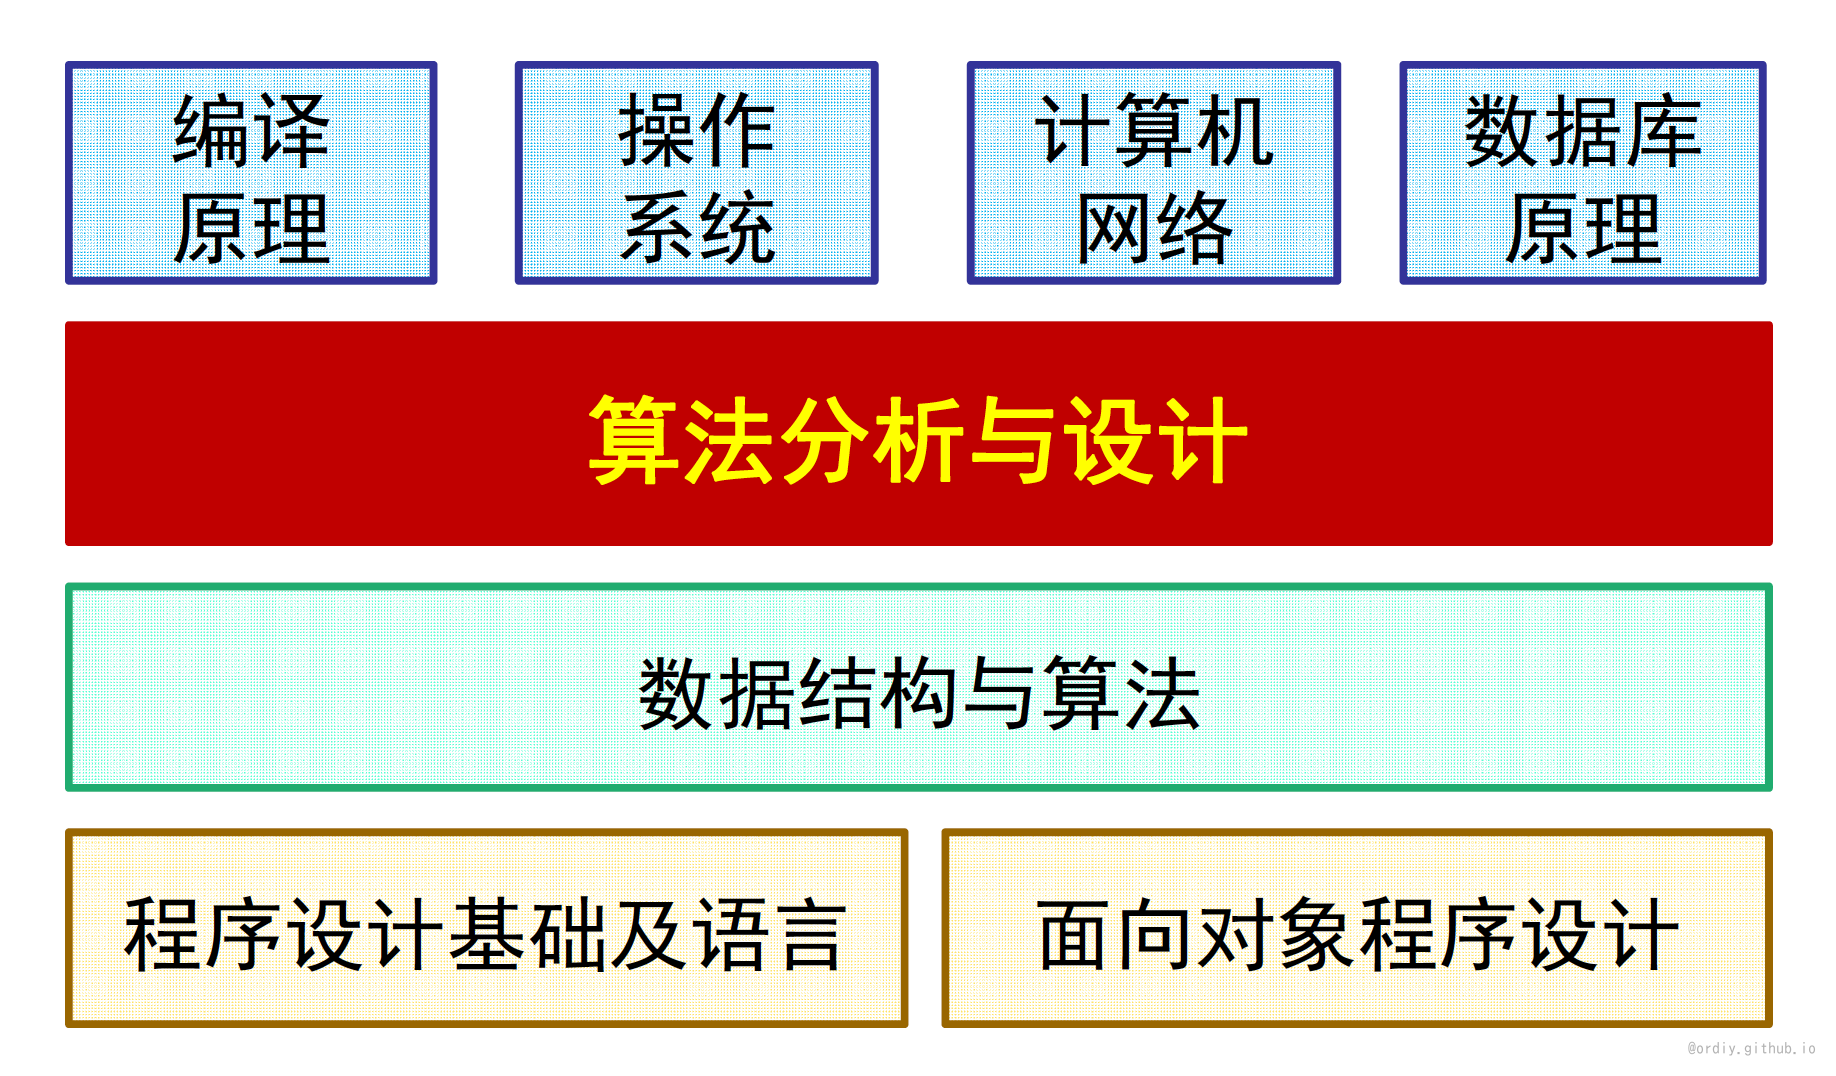 编译
原理
操作
系统
计算机
网络
数据库
原理
算法分析与设计
数据结构与算法
程序设计基础及语言
面向对象程序设计
@ordiy.github.io